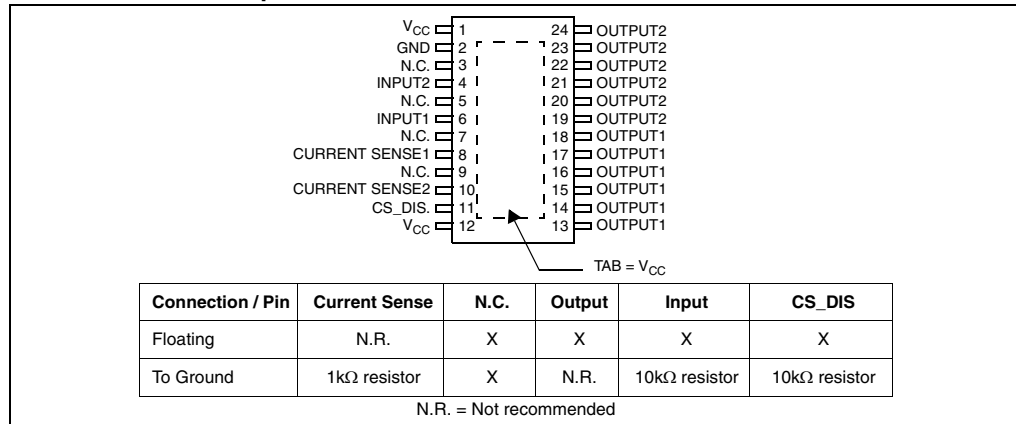 VCC 1 24 OUTPUT2
GND 2 23 OUTPUT2
N.C. 3 22 OUTPUT2
INPUT2 4 21 OUTPUT2
N.C. 5 20 OUTPUT2
INPUT1 6 19 OUTPUT2
N.C. 7 18 OUTPUT1
CURRENT SENSE1 8 17 OUTPUT1
N.C. 9 16 OUTPUT1
CURRENT SENSE2 10 15 OUTPUT1
CS_DIS. 11 14 OUTPUT1
VCC 12 13 OUTPUT1
TAB = VCC
Connection / Pin Current Sense N.C. Output Input CS_DIS
Floating N.R. X X X X
To Ground 1kΩ resistor X N.R. 10kΩ resistor 10kΩ resistor
N.R. = Not recommended